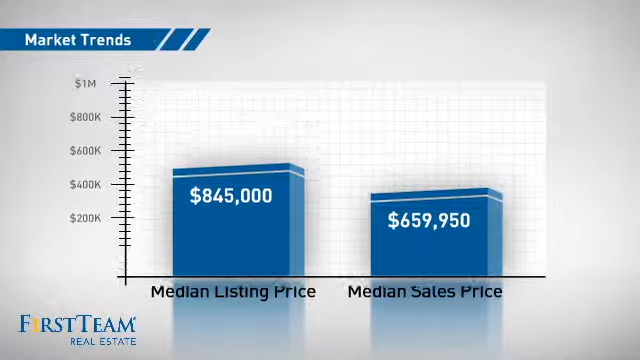 Market Trends
$1M
$800K
$600K
$400K
$200K
$845,000
$659,950
Median Listing Price
Median Sales Price
FIRSTTEAM®
REAL ESTATE